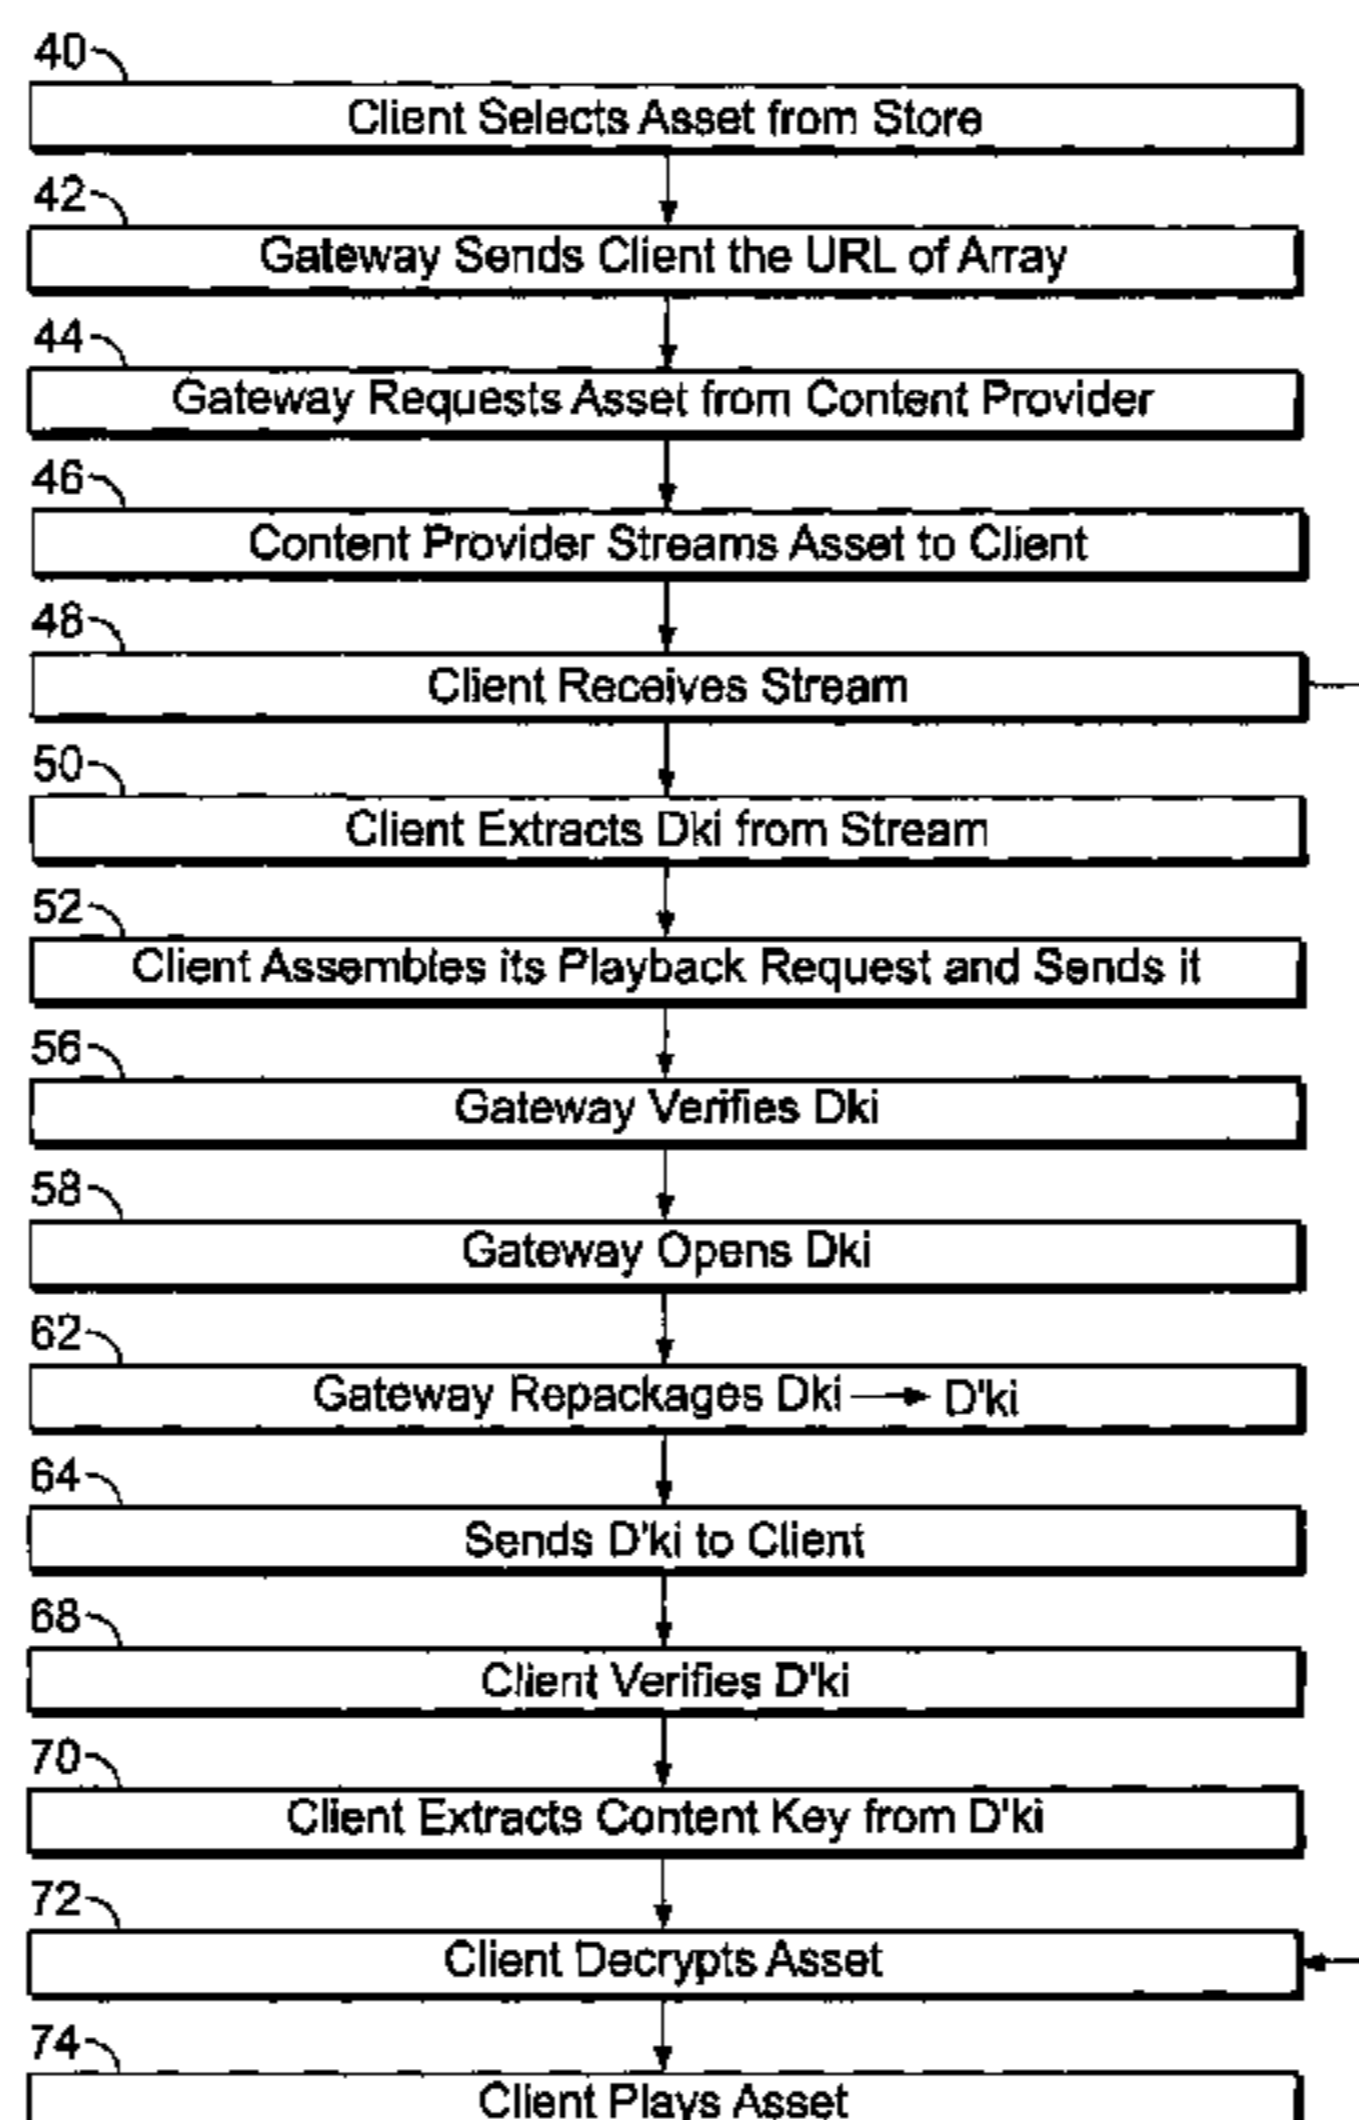 40
Client Selects Asset from Store
42
Gateway Sends Client the URL of Array
44
Gateway Requests Asset from Content Provider
46
Content Provider Streams Asset to Client
48
Client Receives Stream
50
Client Extracts Dki from Stream
52
Client Assembles its Playback Request and Sends it
56
Gateway Verifies Dki
58
Gateway Opens Dki
62
Gateway Repackages Dki → D'ki
64
Sends D'ki to Client
68
Client Verifies D'ki
70
Client Extracts Content Key from D'ki
72
Client Decrypts Asset
74
Client Plays Asset